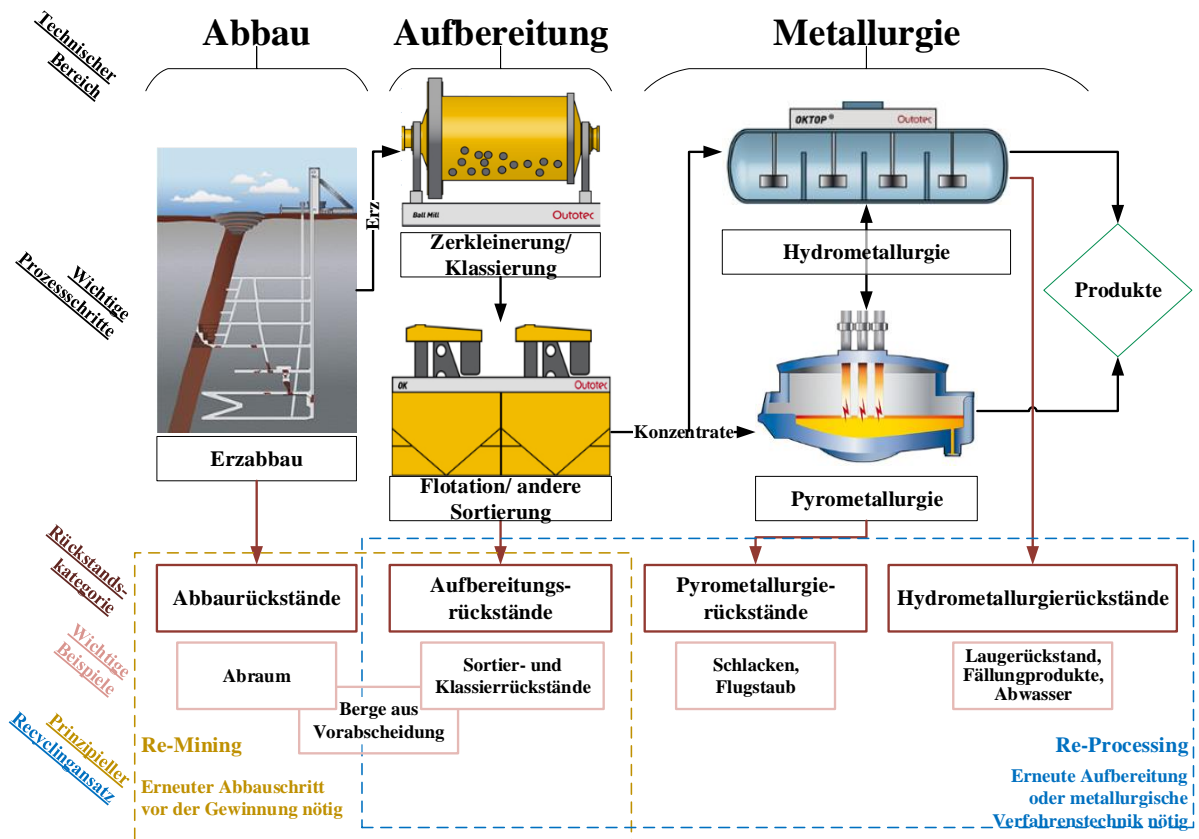 Technischer
Bereich
Abbau
Aufbereitung
Metallurgie
Wichtige
Prozessschritte
Erz
Ball Mill
Outotec
Zerkleinerung/
Klassierung
OKTOP®
Outotec
Hydrometallurgie
Produkte
OK
Outotec
Konzentrate
Erzabbau
Flotation/ andere
Sortierung
Pyrometallurgie
Rückstands-
kategorie
Abbaurückstände
Aufbereitungs-
rückstände
Pyrometallurgie-
rückstände
Hydrometallurgierückstände
Wichtige
Beispiele
Abraum
Berge aus
Vorabscheidung
Sortier- und
Klassierrückstände
Schlacken,
Flugstaub
Laugerückstand,
Fällungprodukte,
Abwasser
Prinzipieller
Recyclingansatz
Re-Mining
Erneuter Abbauschritt
vor der Gewinnung nötig
Re-Processing
Erneute Aufbereitung
oder metallurgische
Verfahrenstechnik nötig